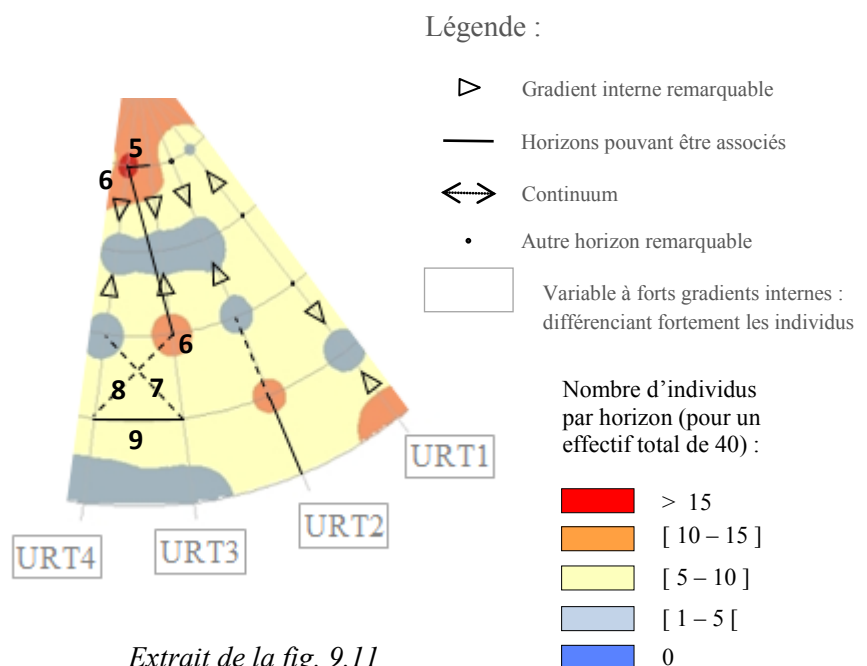 Légende :
Gradient interne remarquable
Horizons pouvant être associés
Continuum
Autre horizon remarquable
Variable à forts gradients internes :
différenciant fortement les individus
5
6
6
8 7
9
URT4
URT3
URT2
URT1
Nombre d’individus
par horizon (pour un
effectif total de 40) :
> 15
[ 10 – 15 ]
[ 5 – 10 ]
[ 1 – 5 [
0
Extrait de la fig. 9.11